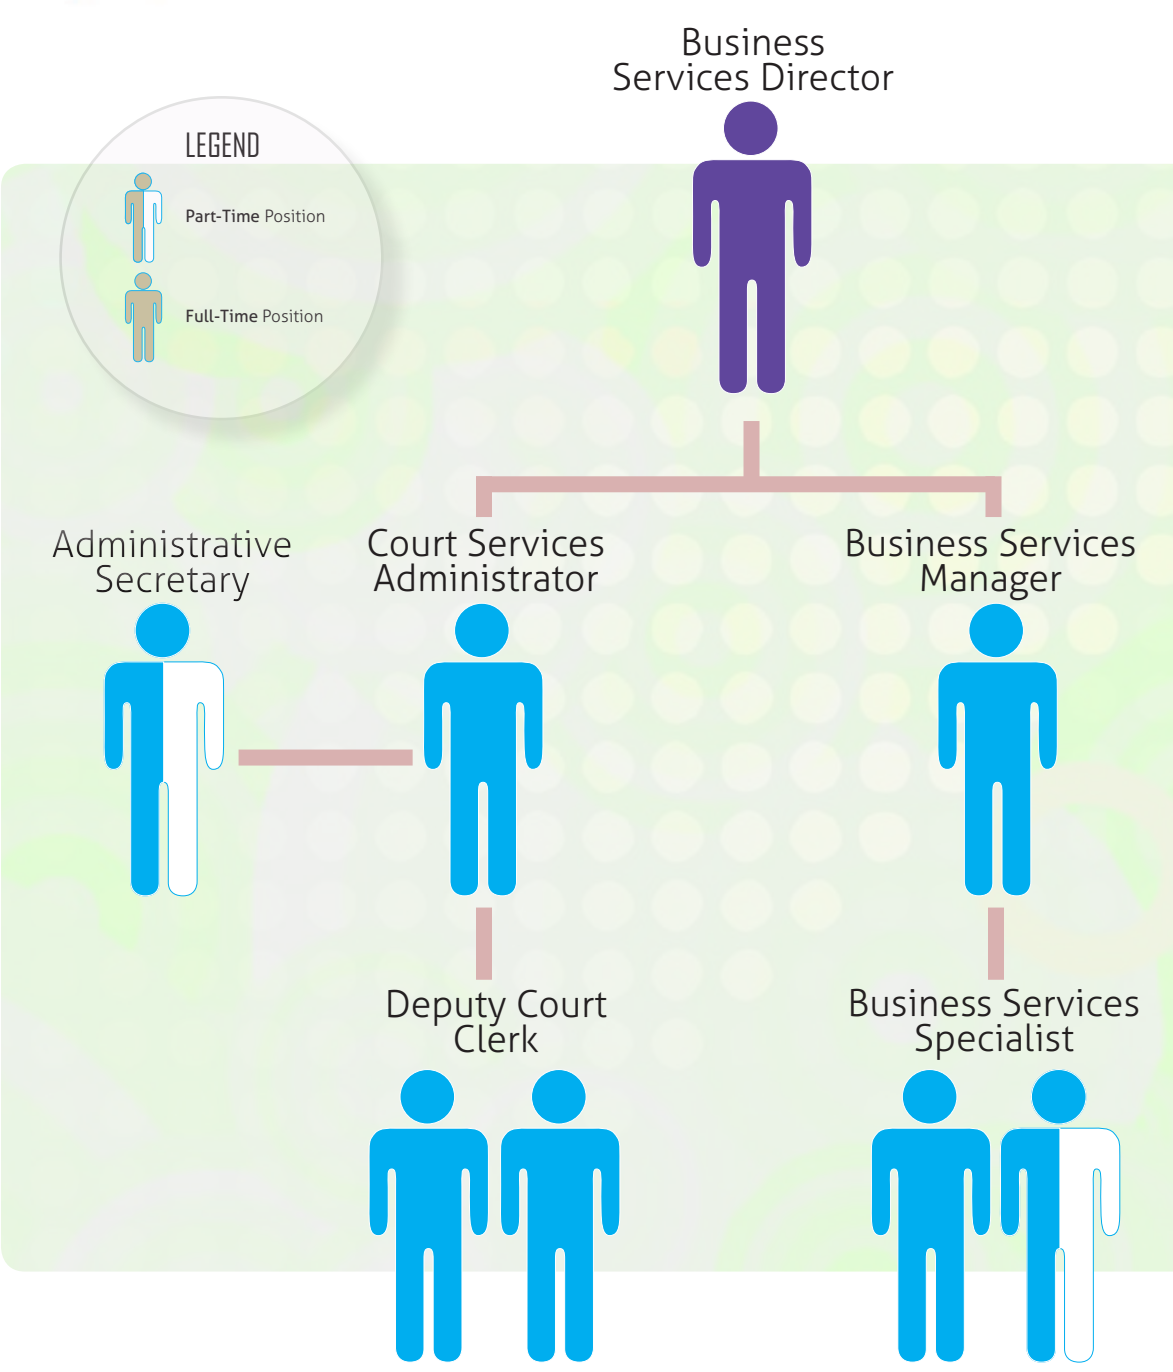 Business
Services Director
LEGEND
Part-Time Position
Full-Time Position
Administrative
Secretary
Court Services
Administrator
Business Services
Manager
Deputy Court
Clerk
Business Services
Specialist